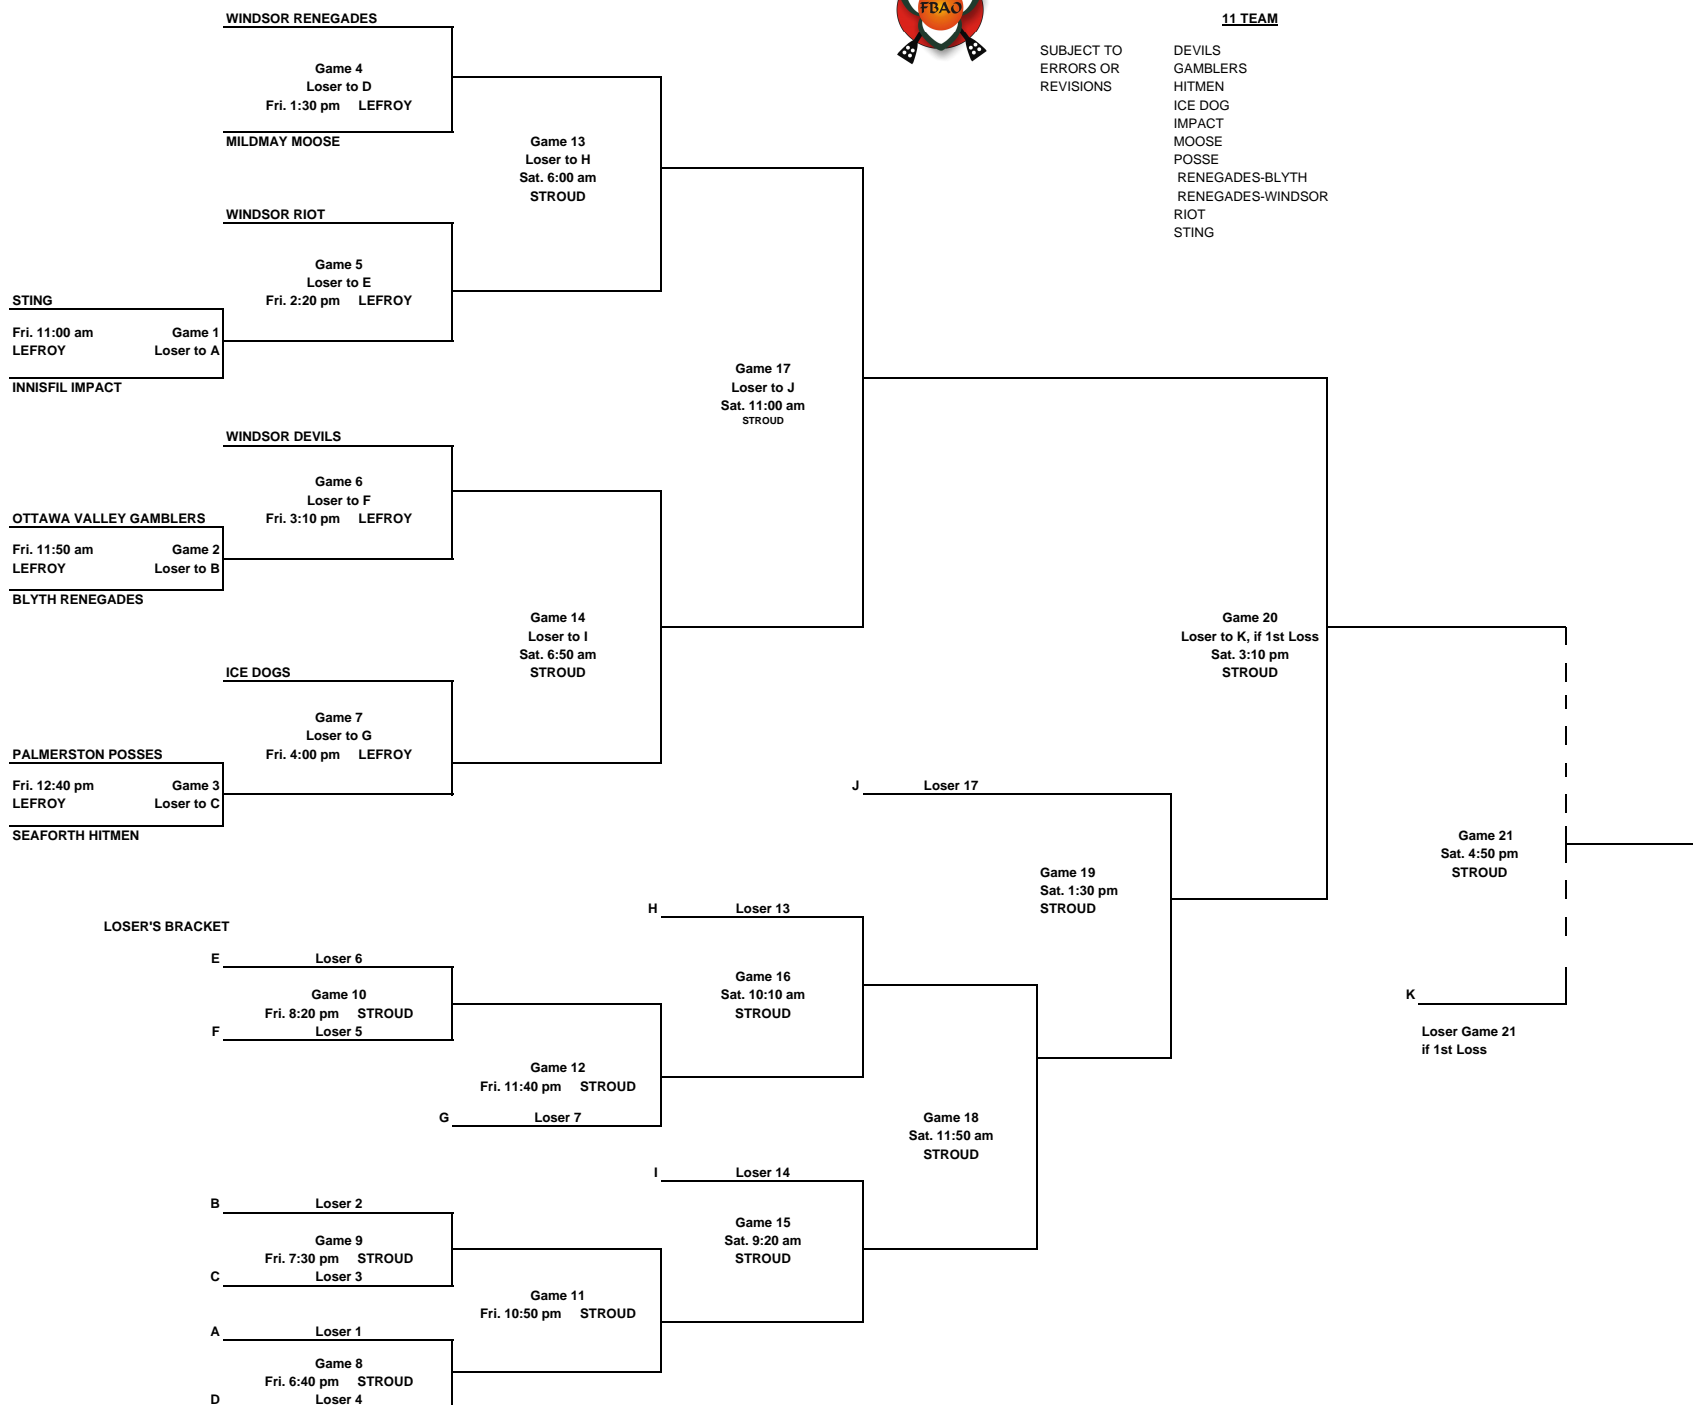 FBAO
11 TEAM
SUBJECT TO
ERRORS OR
REVISIONS
DEVILS
GAMBLERS
HITMEN
ICE DOG
IMPACT
MOOSE
POSSE
RENEGADES-BLYTH
RENEGADES-WINDSOR
RIOT
STING
WINDSOR RENEGADES
Game 4
Loser to D
Fri. 1:30 pm LEFROY
MILDMAY MOOSE
Game 13
Loser to H
Sat. 6:00 am
STROUD
WINDSOR RIOT
Game 5
Loser to E
Fri. 2:20 pm LEFROY
STING
Fri. 11:00 am Game 1
LEFROY Loser to A
INNISFIL IMPACT
Game 17
Loser to J
Sat. 11:00 am
STROUD
WINDSOR DEVILS
Game 6
Loser to F
Fri. 3:10 pm LEFROY
OTTAWA VALLEY GAMBLERS
Fri. 11:50 am Game 2
LEFROY Loser to B
BLYTH RENEGADES
Game 14
Loser to I
Sat. 6:50 am
STROUD
Game 20
Loser to K, if 1st Loss
Sat. 3:10 pm
STROUD
ICE DOGS
Game 7
Loser to G
Fri. 4:00 pm LEFROY
PALMERSTON POSSES
Fri. 12:40 pm Game 3
LEFROY Loser to C
SEAFORTH HITMEN
J Loser 17
Game 21
Sat. 4:50 pm
STROUD
Game 19
Sat. 1:30 pm
STROUD
H Loser 13
LOSER'S BRACKET
E Loser 6
Game 10
Fri. 8:20 pm STROUD
F Loser 5
Game 16
Sat. 10:10 am
STROUD
K
Loser Game 21
if 1st Loss
Game 12
Fri. 11:40 pm STROUD
G Loser 7
Game 18
Sat. 11:50 am
STROUD
I Loser 14
B Loser 2
Game 9
Fri. 7:30 pm STROUD
C Loser 3
Game 15
Sat. 9:20 am
STROUD
Game 11
Fri. 10:50 pm STROUD
A Loser 1
Game 8
Fri. 6:40 pm STROUD
D Loser 4